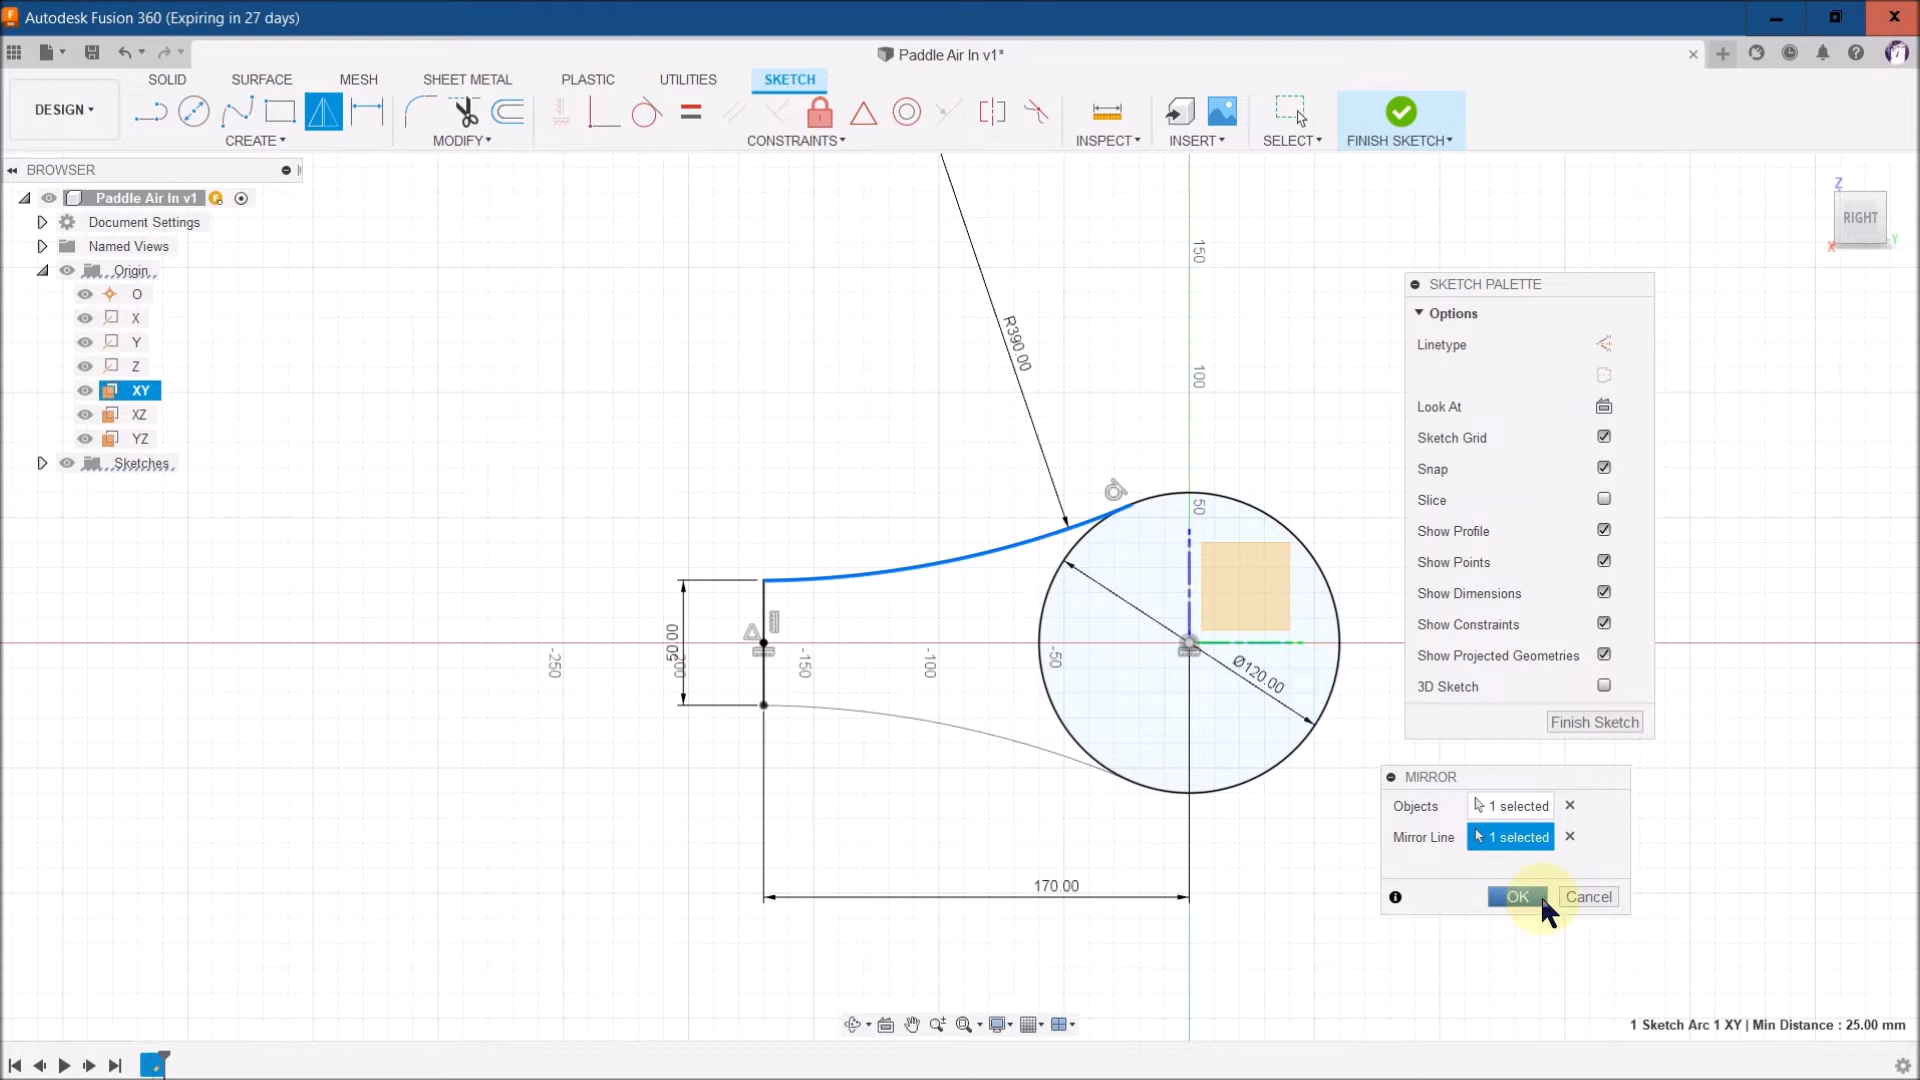 Autodesk Fusion 360 (Expiring in 27 days)
Paddle Air In v1*
DESIGN
SOLID
SURFACE
MESH
SHEET METAL
PLASTIC
UTILITIES
SKETCH
CREATE
MODIFY
CONSTRAINTS
INSPECT
INSERT
SELECT
FINISH SKETCH
BROWSER
Paddle Air In v1
Document Settings
Named Views
Origin
O
X
Y
Z
XY
XZ
YZ
Sketches
Z
RIGHT
X
Y
150
100
50
R390.00
50.00
-250
-150
-100
-50
Ø120.00
170.00
SKETCH PALETTE
Options
Linetype
Look At
Sketch Grid
Snap
Slice
Show Profile
Show Points
Show Dimensions
Show Constraints
Show Projected Geometries
3D Sketch
Finish Sketch
MIRROR
Objects
1 selected
Mirror Line
1 selected
OK
Cancel
1 Sketch Arc 1 XY | Min Distance : 25.00 mm